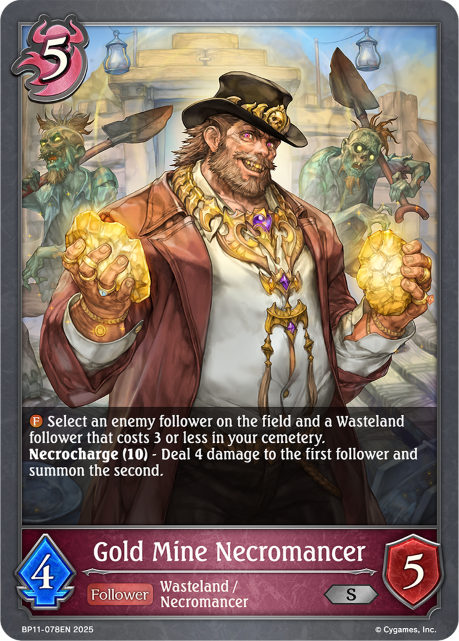 5
F Select an enemy follower on the field and a Wasteland
follower that costs 3 or less in your cemetery.
Necrocharge (10) - Deal 4 damage to the first follower and
summon the second.
Gold Mine Necromancer
4
Follower
Wasteland /
Necromancer
S
5
BP11-078EN 2025
© Cygames, Inc.